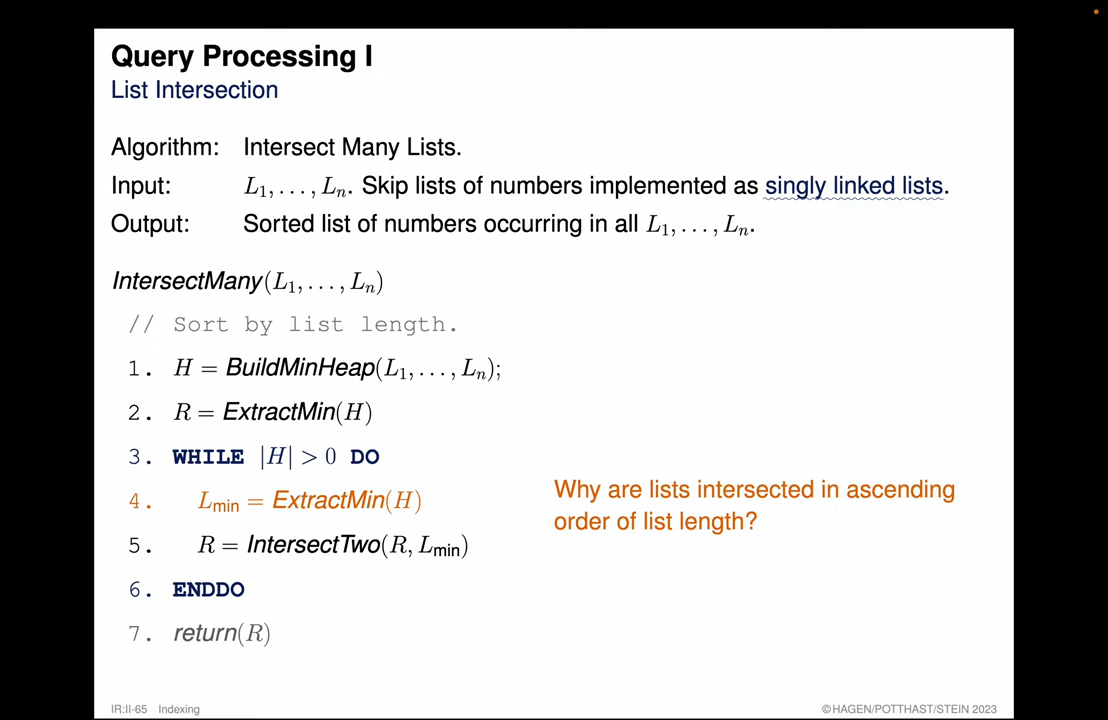 Query Processing I
List Intersection
Algorithm: Intersect Many Lists.
Input: L₁, . . . , Lₙ. Skip lists of numbers implemented as singly linked lists.
Output: Sorted list of numbers occurring in all L₁, . . . , Lₙ.
IntersectMany(L₁, . . . , Lₙ)
// Sort by list length.
1. H = BuildMinHeap(L₁, . . . , Lₙ);
2. R = ExtractMin(H)
3. WHILE |H| > 0 DO
4. L_min = ExtractMin(H)
Why are lists intersected in ascending
order of list length?
5. R = IntersectTwo(R, L_min)
6. ENDDO
7. return(R)
IR:II-65 Indexing
©HAGEN/POTTHAST/STEIN 2023